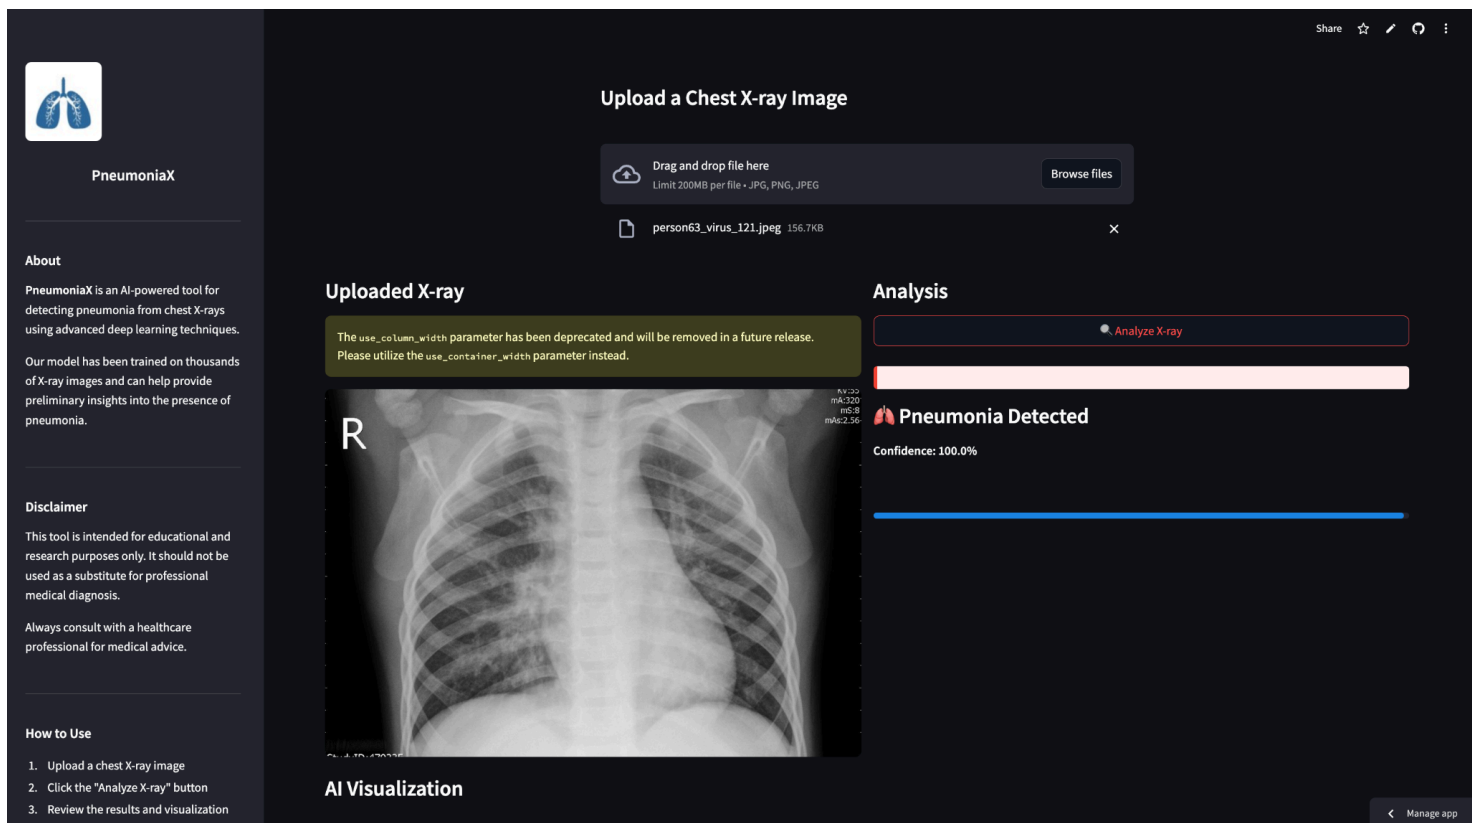 Share
PneumoniaX
About
PneumoniaX is an AI-powered tool for
detecting pneumonia from chest X-rays
using advanced deep learning techniques.
Our model has been trained on thousands
of X-ray images and can help provide
preliminary insights into the presence of
pneumonia.
Disclaimer
This tool is intended for educational and
research purposes only. It should not be
used as a substitute for professional
medical diagnosis.
Always consult with a healthcare
professional for medical advice.
How to Use
1. Upload a chest X-ray image
2. Click the "Analyze X-ray" button
3. Review the results and visualization
Upload a Chest X-ray Image
Drag and drop file here
Limit 200MB per file • JPG, PNG, JPEG
Browse files
person63_virus_121.jpeg 156.7KB
Uploaded X-ray
The use_column_width parameter has been deprecated and will be removed in a future release.
Please utilize the use_container_width parameter instead.
R
mA:320
mS:8
mAs:2.56
Analysis
Analyze X-ray
Pneumonia Detected
Confidence: 100.0%
AI Visualization
Manage app